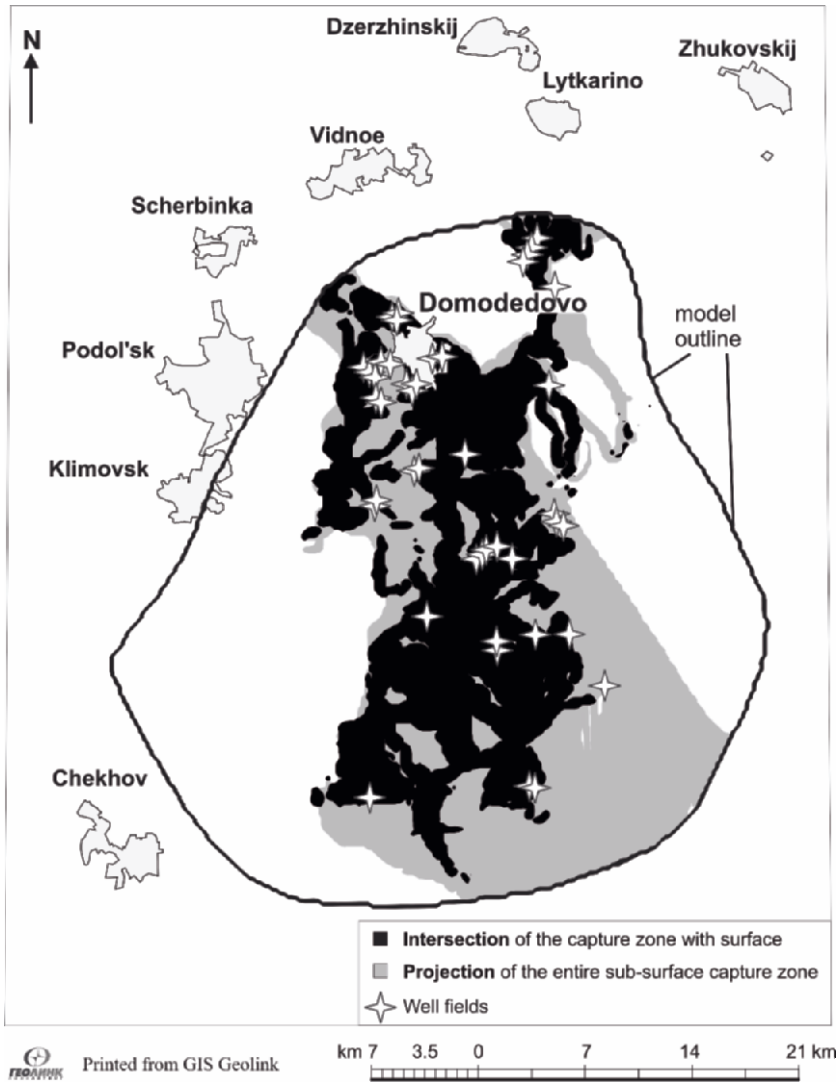 Dzerzhinskij
N
Zhukovskij
Lytkarino
Vidnoe
Scherbinka
Domodedovo
model
outline
Podol'sk
Klimovsk
Chekhov
Intersection of the capture zone with surface
Projection of the entire sub-surface capture zone
Well fields
ГЕОЛИНК
Printed from GIS Geolink
km 7 3.5 0 7 14 21 km